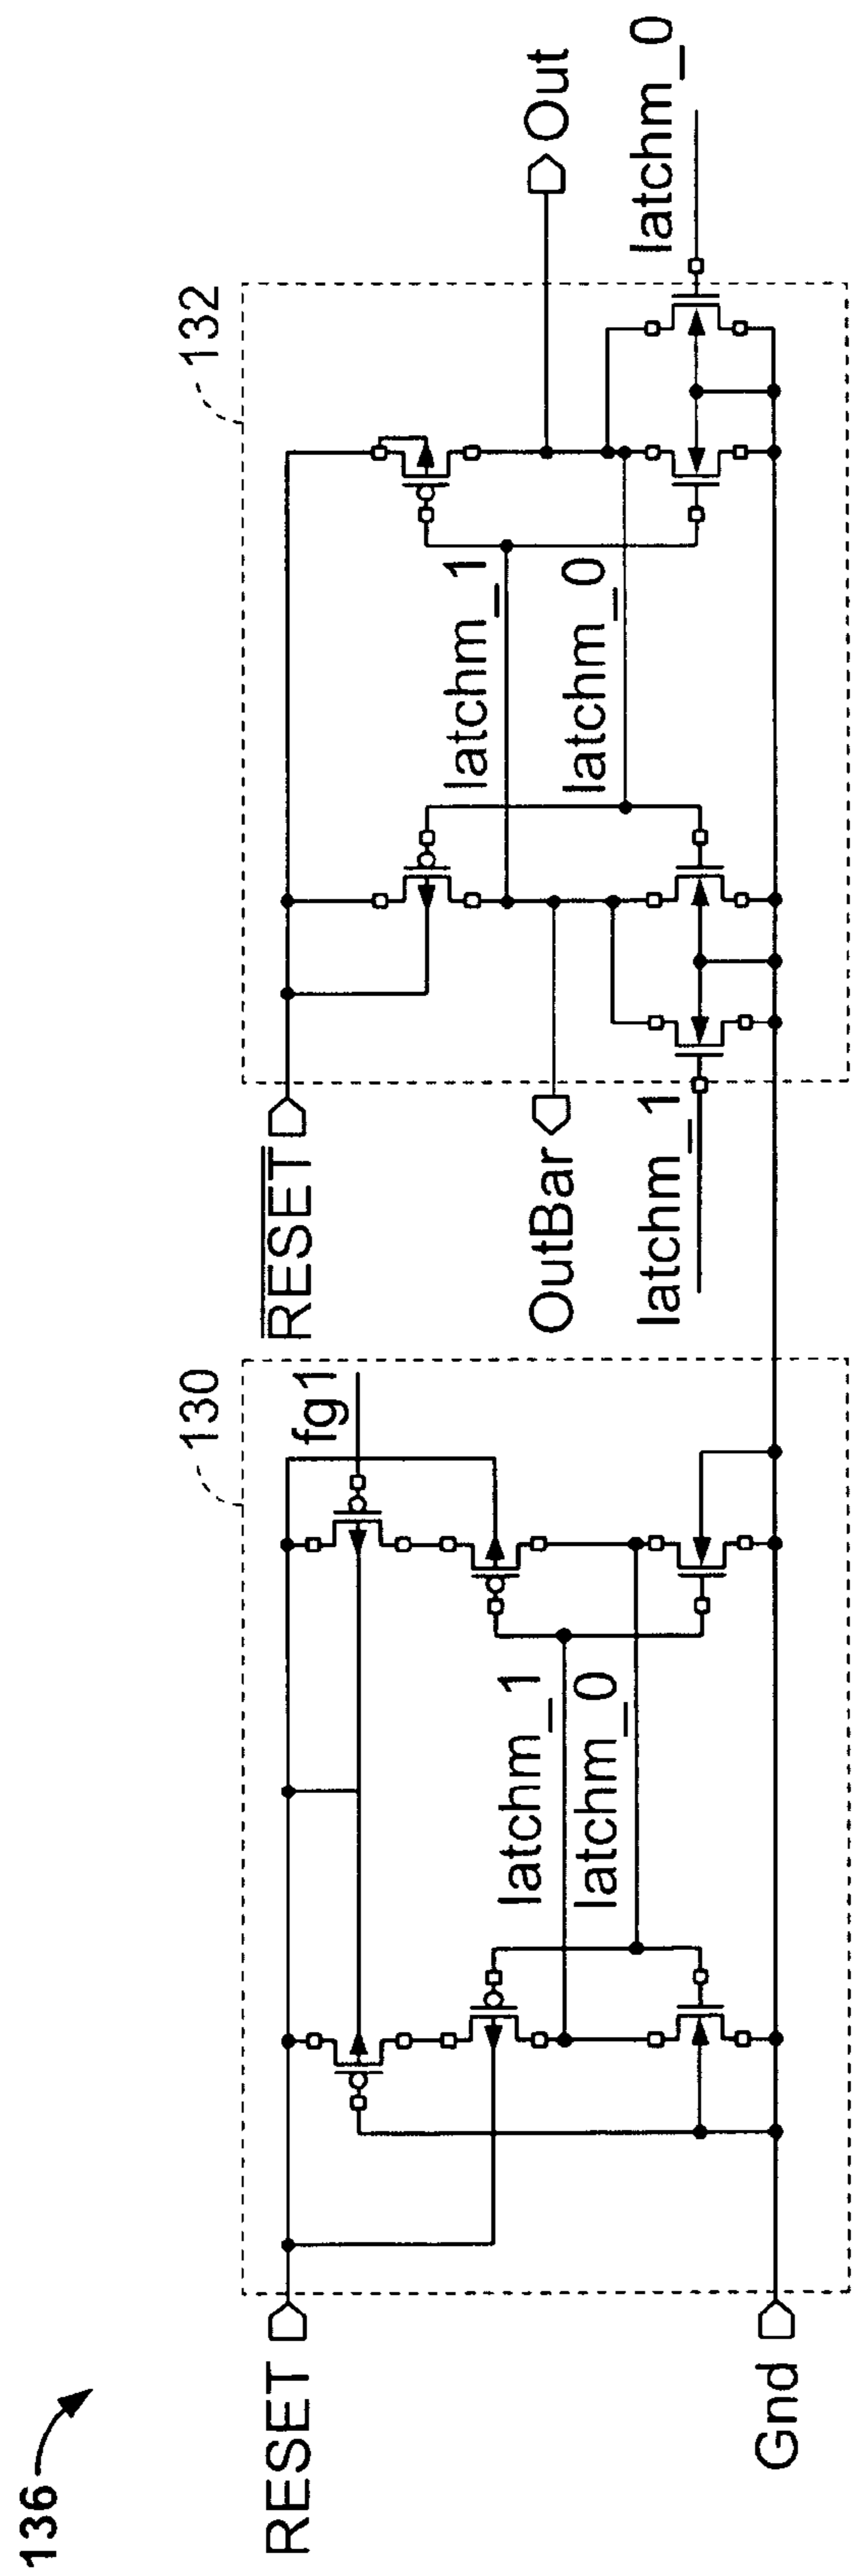 136
RESET
Gnd
130
fg1
latchm_1
latchm_0
RESET
OutBar
latchm_1
132
latchm_1
latchm_0
Out
latchm_0